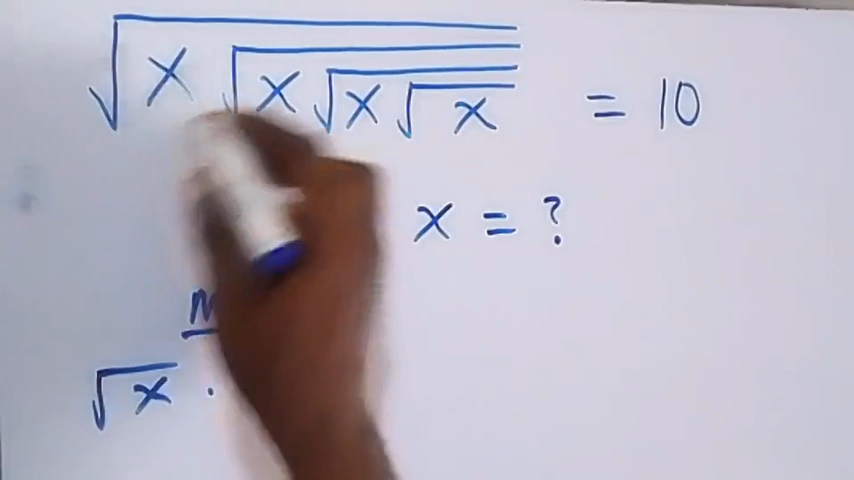 √(x√(x√(x√x))) = 10
x = ?
√x ·